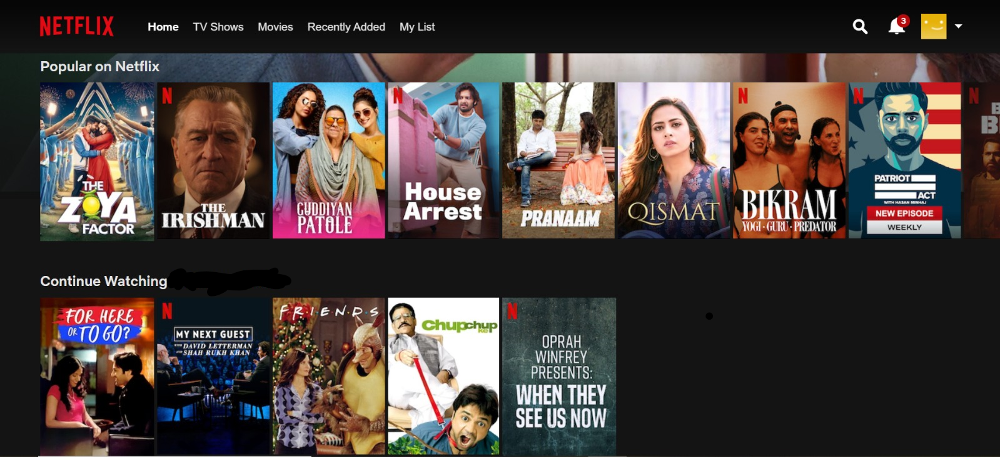 NETFLIX Home TV Shows Movies Recently Added My List 3
Popular on Netflix
THE
ZOYA
FACTOR
N
THE
IRISHMAN
GUDDIYAN
PATOLE
N
House
Arrest
PRANAAM
QISMAT
N
BIKRAM
YOGI · GURU · PREDATOR
N
PATRIOT
ACT
WITH HASAN MINHAJ
NEW EPISODE
WEEKLY
N
Continue Watching
FOR HERE
OR TO GO?
N
MY NEXT GUEST
WITH DAVID LETTERMAN
AND SHAH RUKH KHAN
F·R·I·E·N·D·S
Chupchup
ke
N
OPRAH
WINFREY
PRESENTS:
WHEN THEY
SEE US NOW